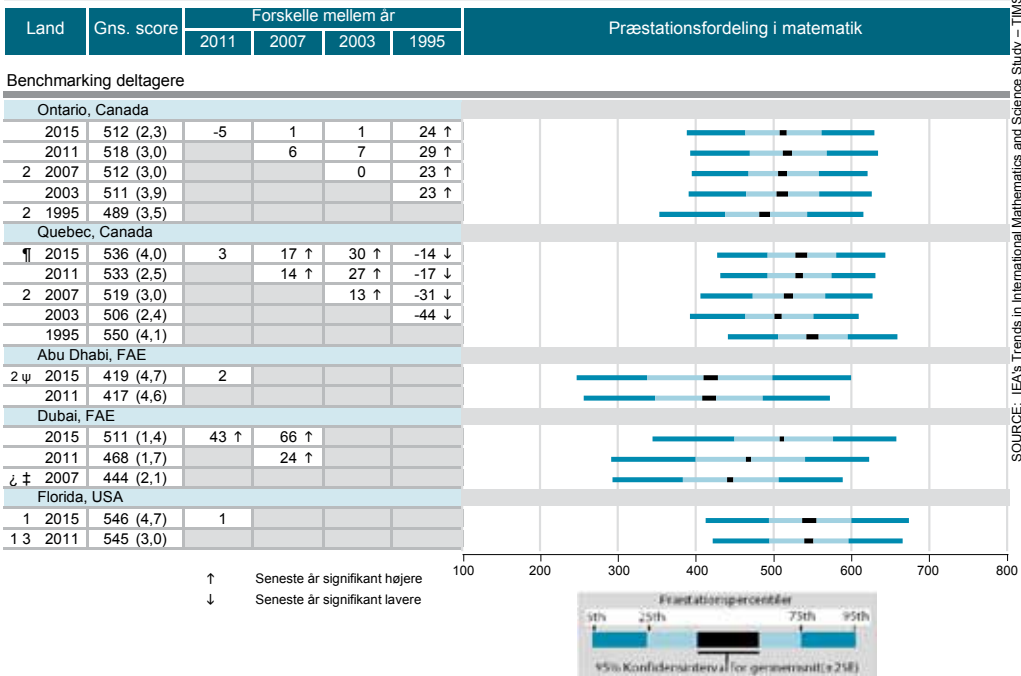 Land Gns. score Forskelle mellem år Præstationsfordeling i matematik
2011 2007 2003 1995
Benchmarking deltagere
Ontario, Canada
2015 512 (2,3) -5 1 1 24 ↑
2011 518 (3,0) 6 7 29 ↑
2 2007 512 (3,0) 0 23 ↑
2003 511 (3,9) 23 ↑
2 1995 489 (3,5)
Quebec, Canada
¶ 2015 536 (4,0) 3 17 ↑ 30 ↑ -14 ↓
2011 533 (2,5) 14 ↑ 27 ↑ -17 ↓
2 2007 519 (3,0) 13 ↑ -31 ↓
2003 506 (2,4) -44 ↓
1995 550 (4,1)
Abu Dhabi, FAE
2 ψ 2015 419 (4,7) 2
2011 417 (4,6)
Dubai, FAE
2015 511 (1,4) 43 ↑ 66 ↑
2011 468 (1,7) 24 ↑
¿ ‡ 2007 444 (2,1)
Florida, USA
1 2015 546 (4,7) 1
1 3 2011 545 (3,0)
100 200 300 400 500 600 700 800
↑ Seneste år signifikant højere
↓ Seneste år signifikant lavere
Præstationspercentiler
5th 25th 75th 95th
95% Konfidensinterval for gennemsnit(±2SE)
SOURCE: IEA's Trends in International Mathematics and Science Study – TIMS